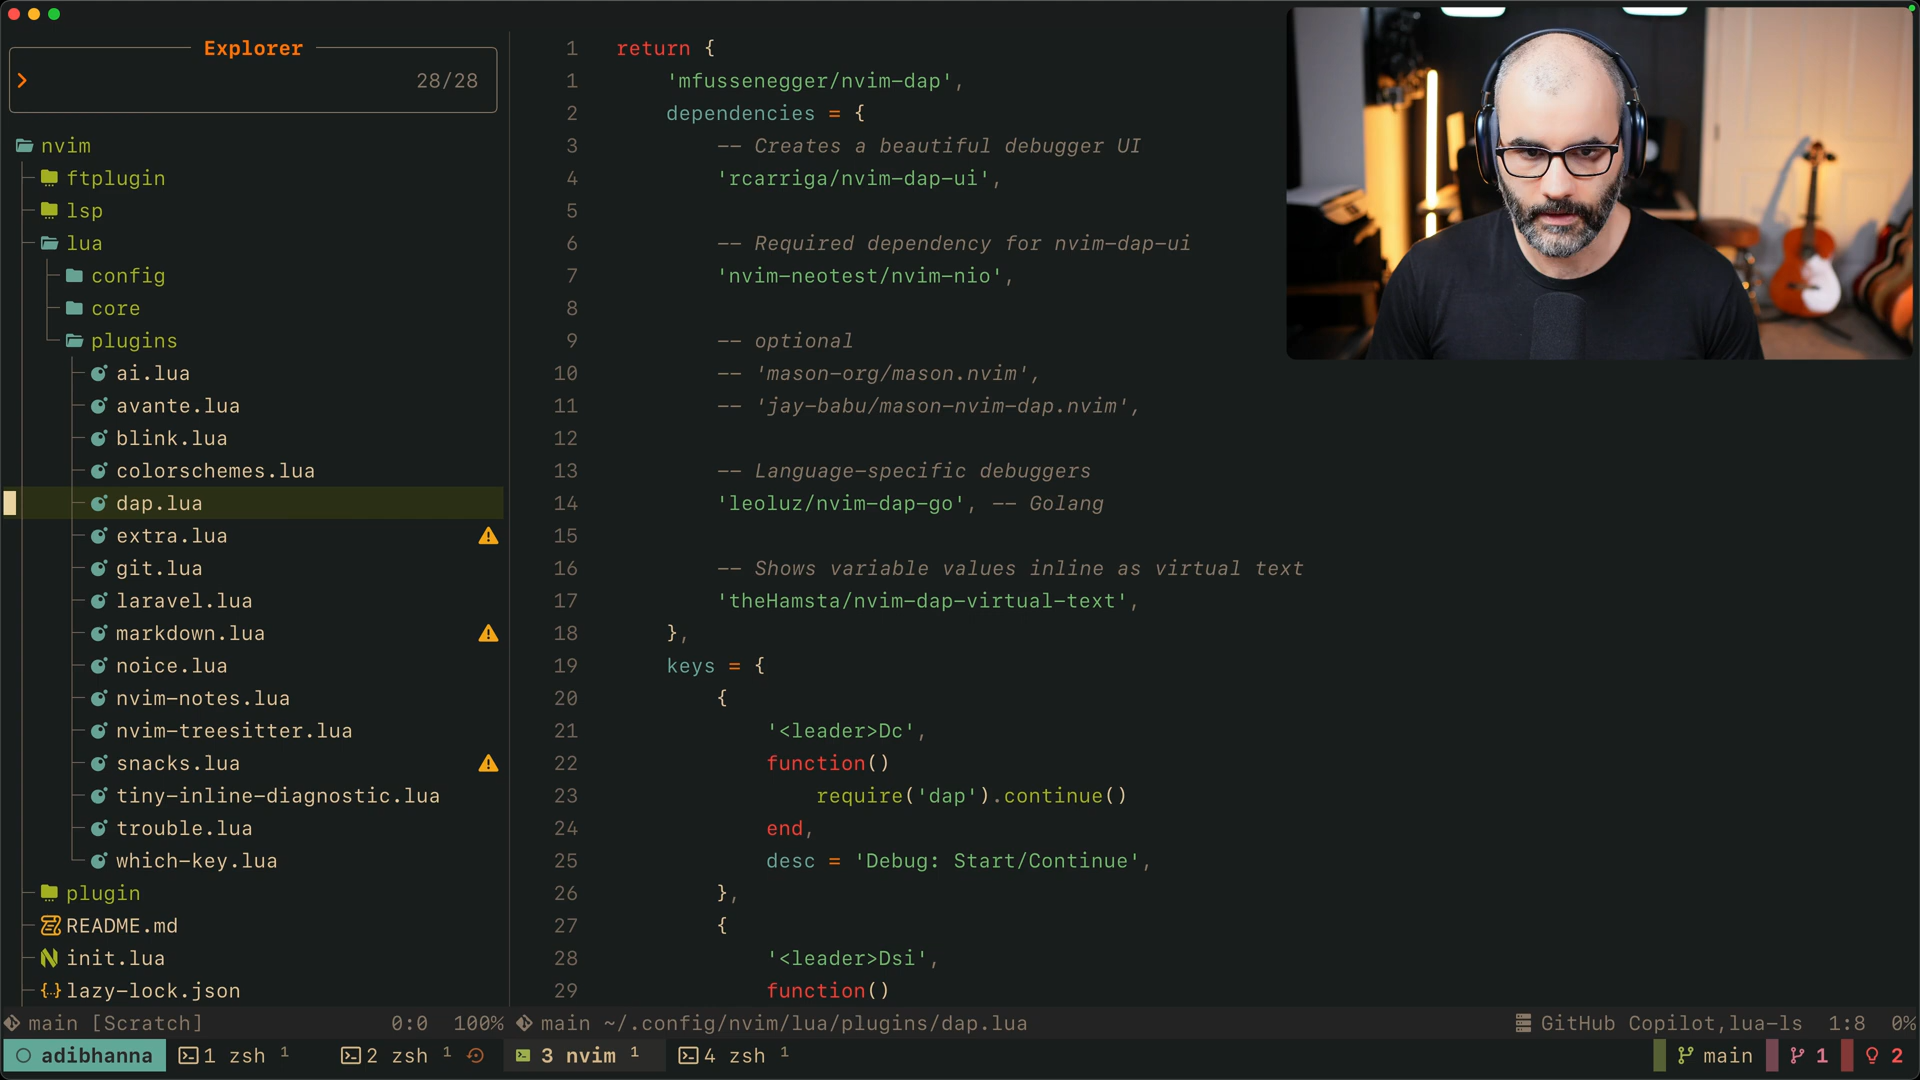 Explorer
28/28
nvim
ftplugin
lsp
lua
config
core
plugins
ai.lua
avante.lua
blink.lua
colorschemes.lua
dap.lua
extra.lua
git.lua
laravel.lua
markdown.lua
noice.lua
nvim-notes.lua
nvim-treesitter.lua
snacks.lua
tiny-inline-diagnostic.lua
trouble.lua
which-key.lua
plugin
README.md
init.lua
lazy-lock.json
1 return {
1 'mfussenegger/nvim-dap',
2 dependencies = {
3 -- Creates a beautiful debugger UI
4 'rcarriga/nvim-dap-ui',
5
6 -- Required dependency for nvim-dap-ui
7 'nvim-neotest/nvim-nio',
8
9 -- optional
10 -- 'mason-org/mason.nvim',
11 -- 'jay-babu/mason-nvim-dap.nvim',
12
13 -- Language-specific debuggers
14 'leoluz/nvim-dap-go', -- Golang
15
16 -- Shows variable values inline as virtual text
17 'theHamsta/nvim-dap-virtual-text',
18 },
19 keys = {
20 {
21 '<leader>Dc',
22 function()
23 require('dap').continue()
24 end,
25 desc = 'Debug: Start/Continue',
26 },
27 {
28 '<leader>Dsi',
29 function()
main [Scratch] 0:0 100% main ~/.config/nvim/lua/plugins/dap.lua GitHub Copilot,lua-ls 1:8 0%
adibhanna 1 zsh 1 2 zsh 1 3 nvim 1 4 zsh 1 main 1 2